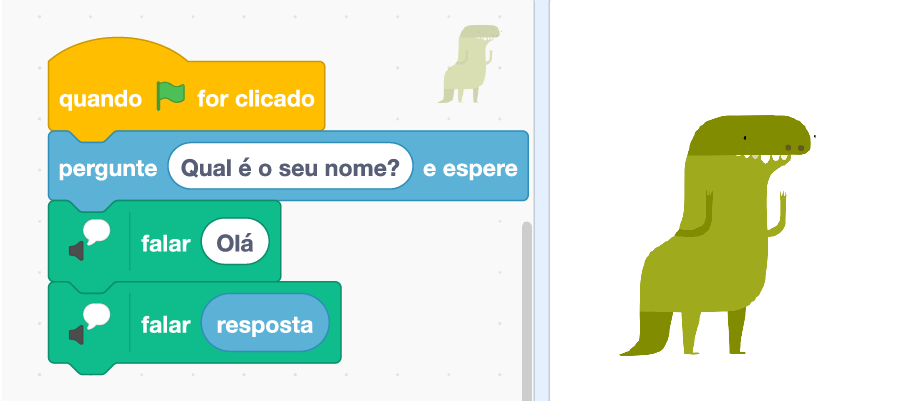 quando for clicado
pergunte Qual é o seu nome? e espere
falar Olá
falar resposta